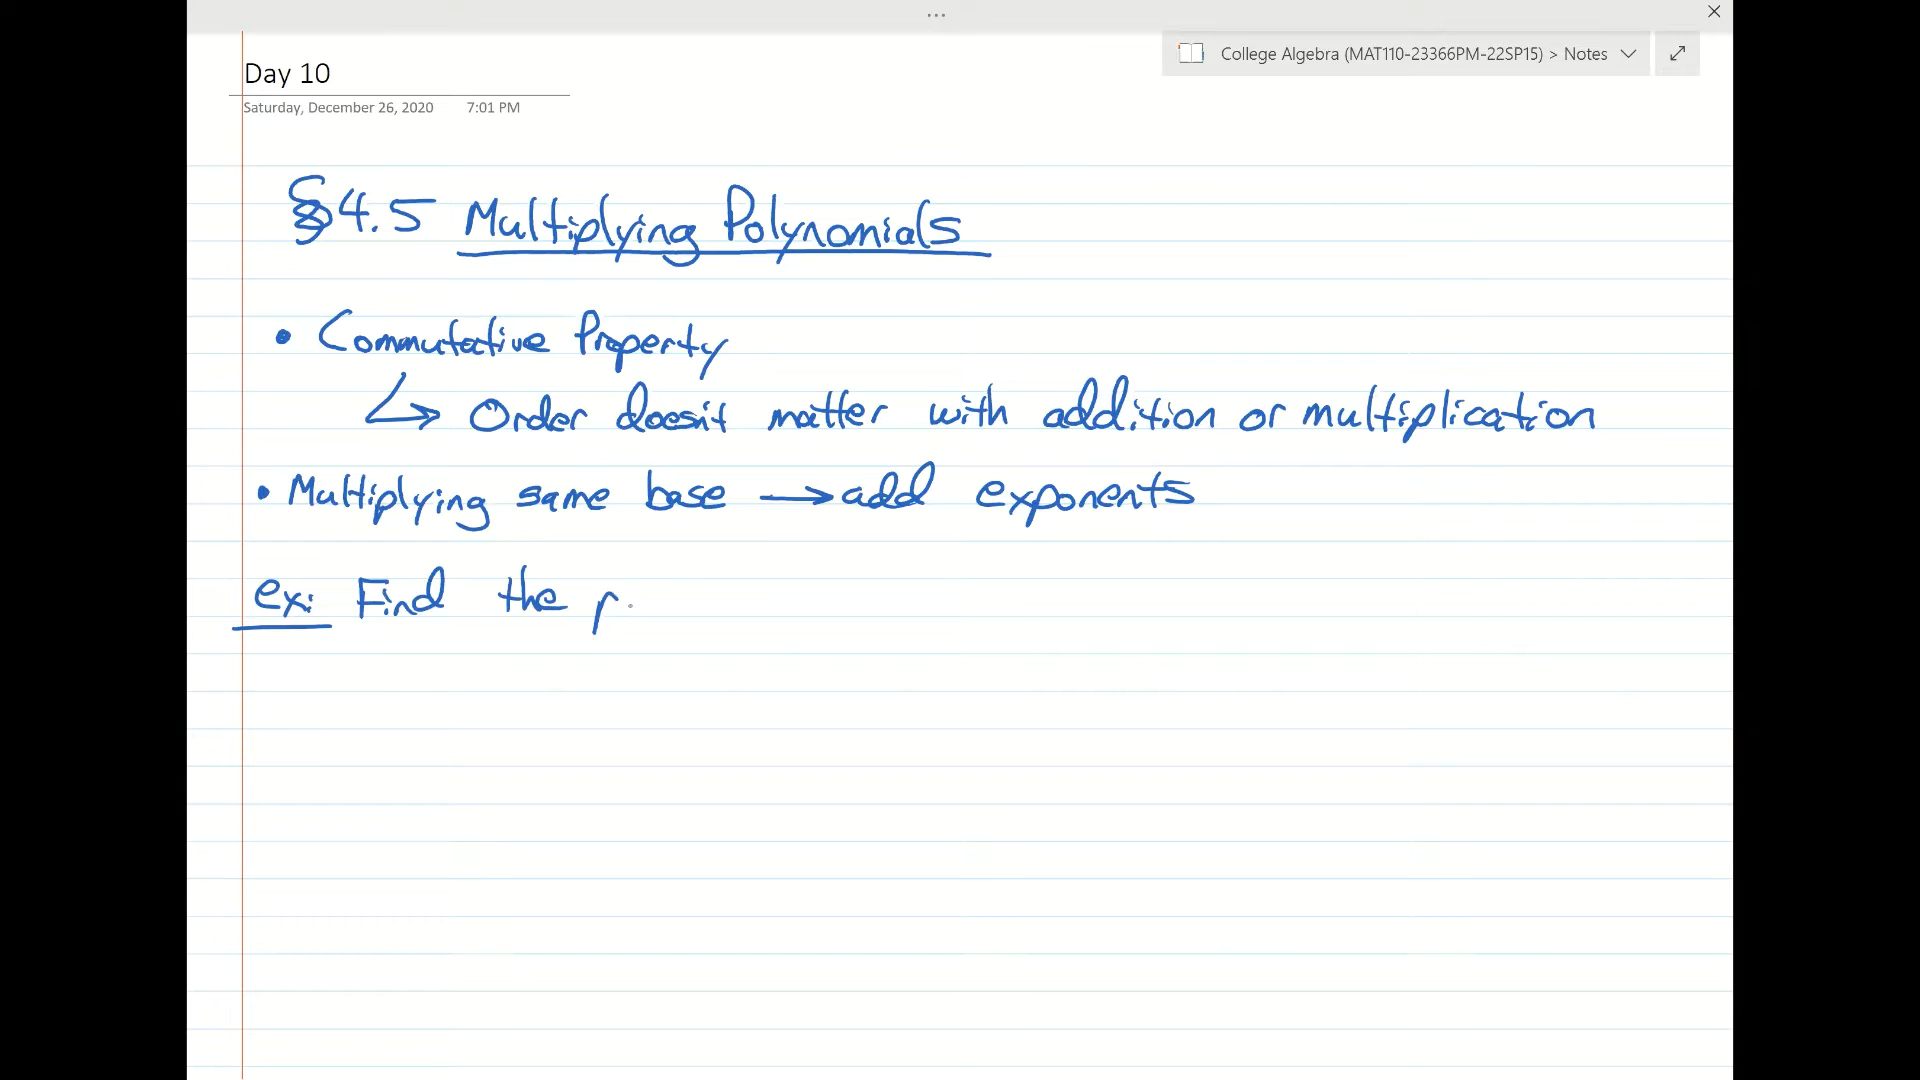 ...
College Algebra (MAT110-23366PM-22SP15) > Notes
Day 10
Saturday, December 26, 2020 7:01 PM
§4.5 Multiplying Polynomials
• Commutative Property
↳ Order doesn't matter with addition or multiplication
• Multiplying same base → add exponents
ex: Find the p